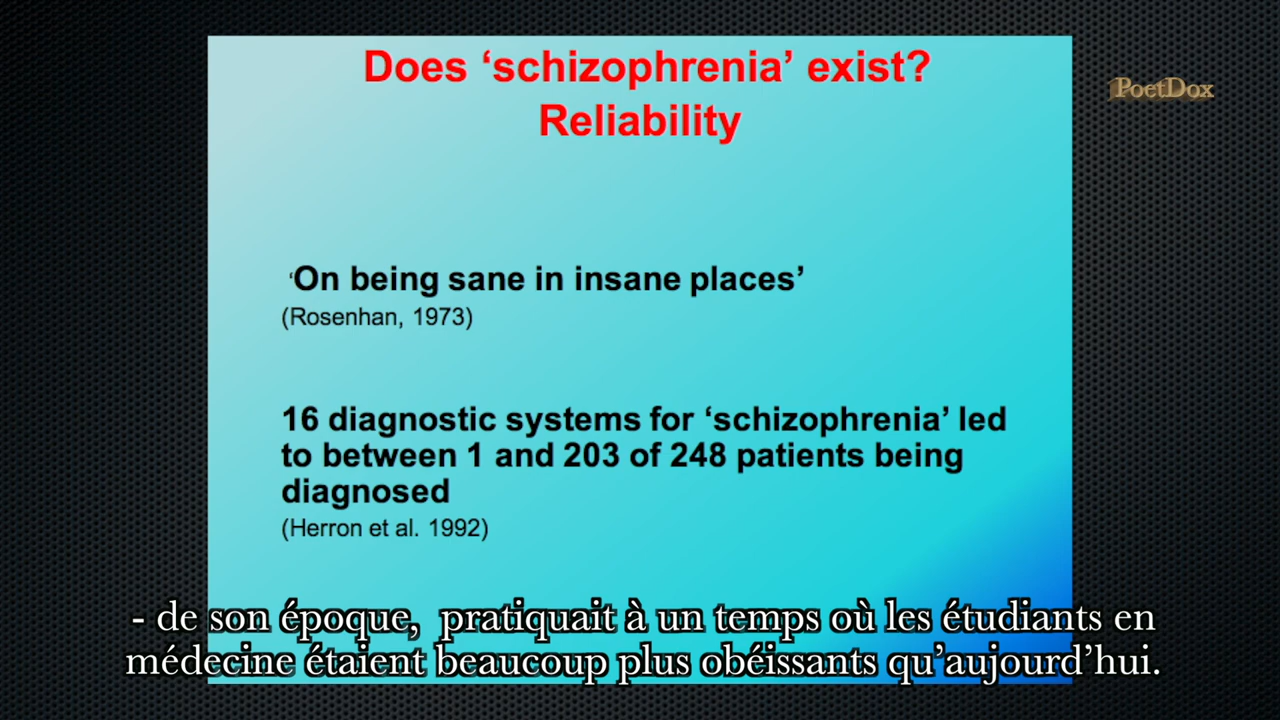 Does ‘schizophrenia’ exist?
Reliability
PoetDox
‘On being sane in insane places’
(Rosenhan, 1973)
16 diagnostic systems for ‘schizophrenia’ led
to between 1 and 203 of 248 patients being
diagnosed
(Herron et al. 1992)
- de son époque, pratiquait à un temps où les étudiants en
médecine étaient beaucoup plus obéissants qu’aujourd’hui.